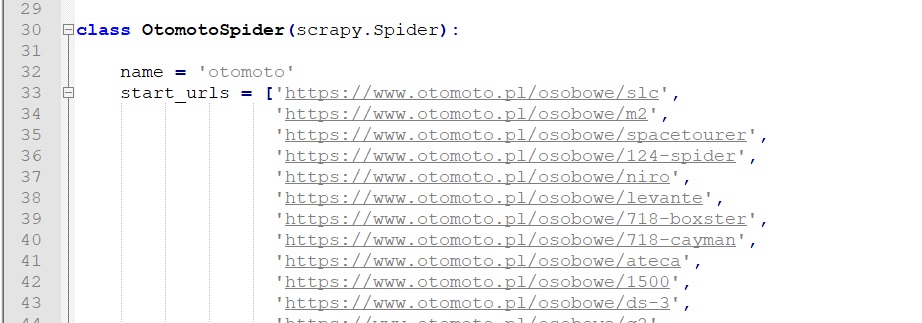 29
30 class OtomotoSpider(scrapy.Spider):
31
32 name = 'otomoto'
33 start_urls = ['https://www.otomoto.pl/osobowe/slc',
34 'https://www.otomoto.pl/osobowe/m2',
35 'https://www.otomoto.pl/osobowe/spacetourer',
36 'https://www.otomoto.pl/osobowe/124-spider',
37 'https://www.otomoto.pl/osobowe/niro',
38 'https://www.otomoto.pl/osobowe/levante',
39 'https://www.otomoto.pl/osobowe/718-boxster',
40 'https://www.otomoto.pl/osobowe/718-cayman',
41 'https://www.otomoto.pl/osobowe/ateca',
42 'https://www.otomoto.pl/osobowe/1500',
43 'https://www.otomoto.pl/osobowe/ds-3',